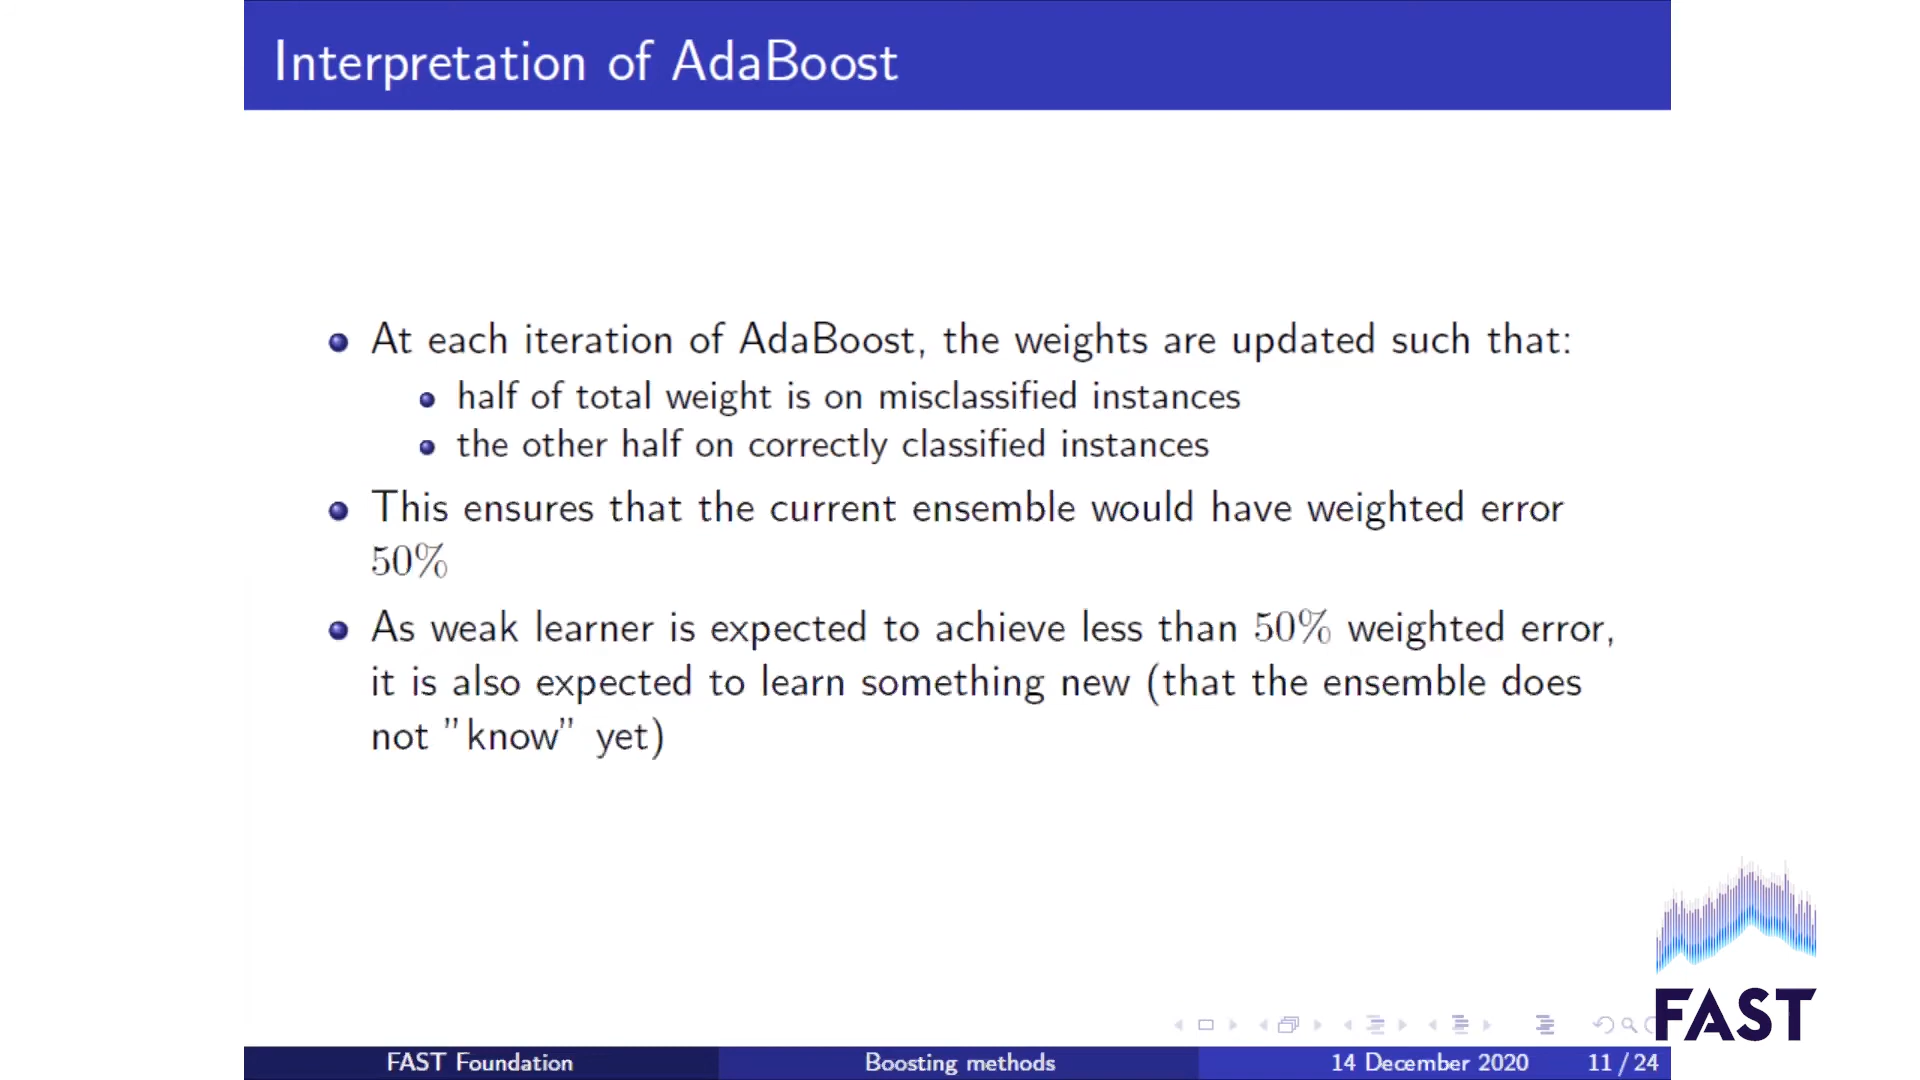 Interpretation of AdaBoost
At each iteration of AdaBoost, the weights are updated such that:
half of total weight is on misclassified instances
the other half on correctly classified instances
This ensures that the current ensemble would have weighted error
50%
As weak learner is expected to achieve less than 50% weighted error,
it is also expected to learn something new (that the ensemble does
not ”know” yet)
FAST
FAST Foundation
Boosting methods
14 December 2020
11 / 24